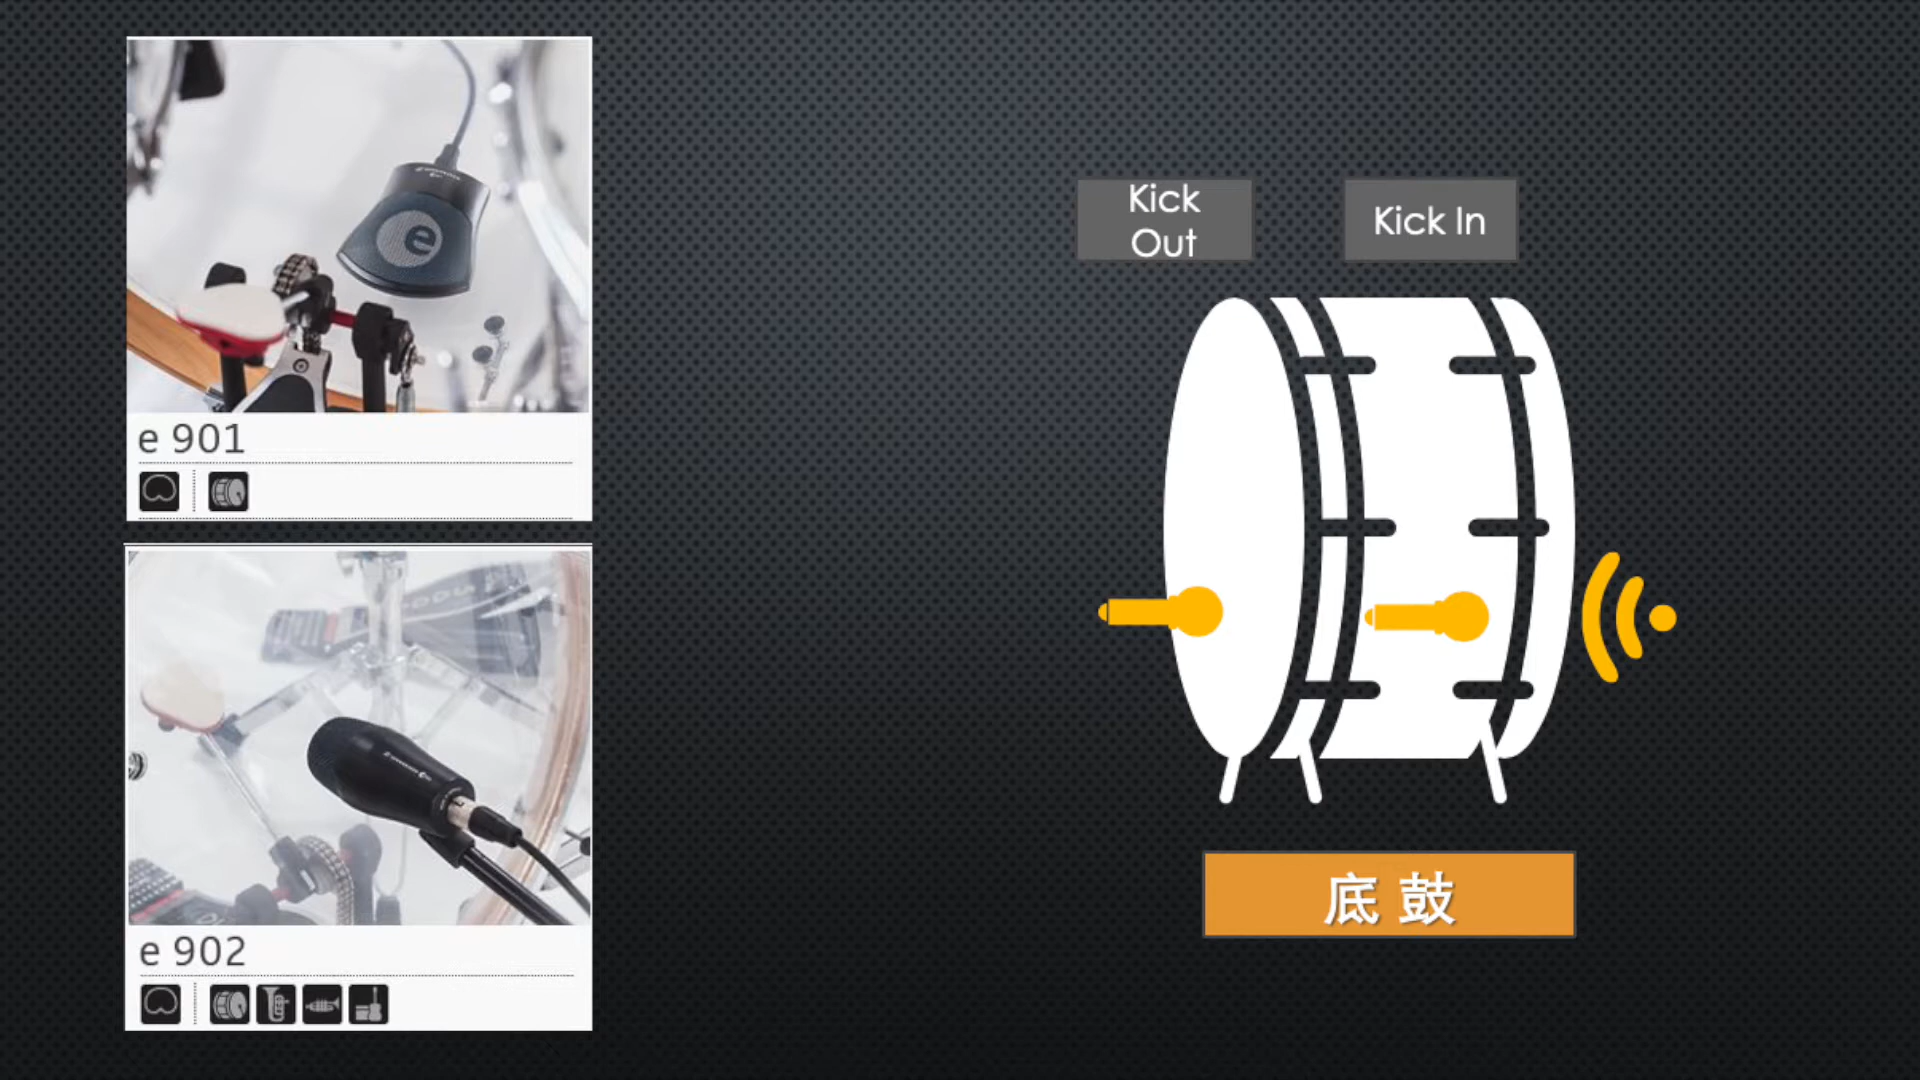 e
e 901
e 902
Kick
Out
Kick In
底 鼓